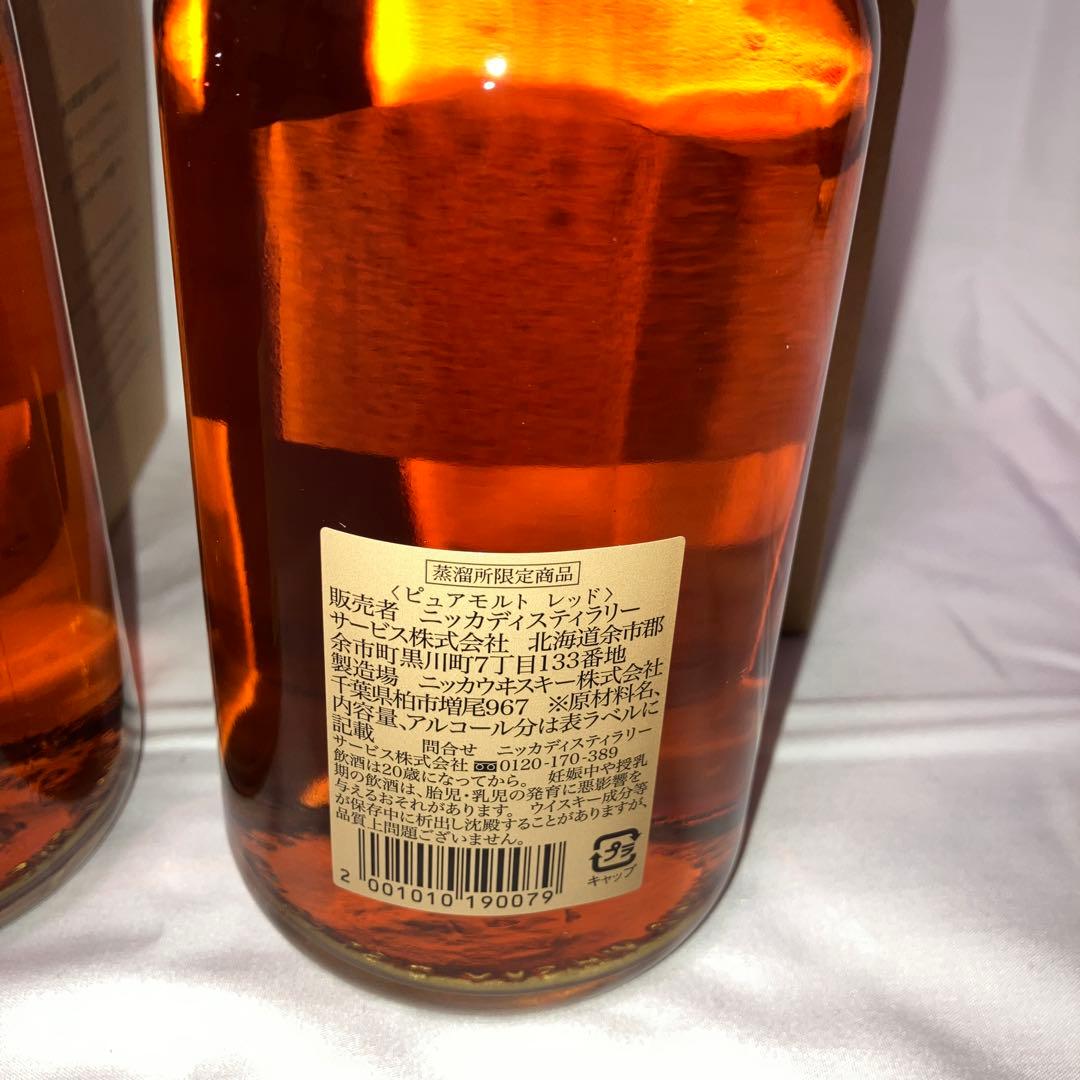 蒸溜所限定商品
〈ピュアモルト レッド〉
販売者 ニッカディスティラリー
サービス株式会社 北海道余市郡
余市町黒川町7丁目133番地
製造場 ニッカウヰスキー株式会社
千葉県柏市増尾967 ※原材料名、
内容量、アルコール分は表ラベルに
記載 問合せ ニッカディスティラリー
サービス株式会社 0120-170-389
飲酒は20歳になってから。 妊娠中や授乳
期の飲酒は、胎児・乳児の発育に悪影響を
与えるおそれがあります。 ウイスキー成分等
が保存中に析出し沈殿することがありますが、
品質上問題ございません。
プラ
キャップ
2 001010 190079